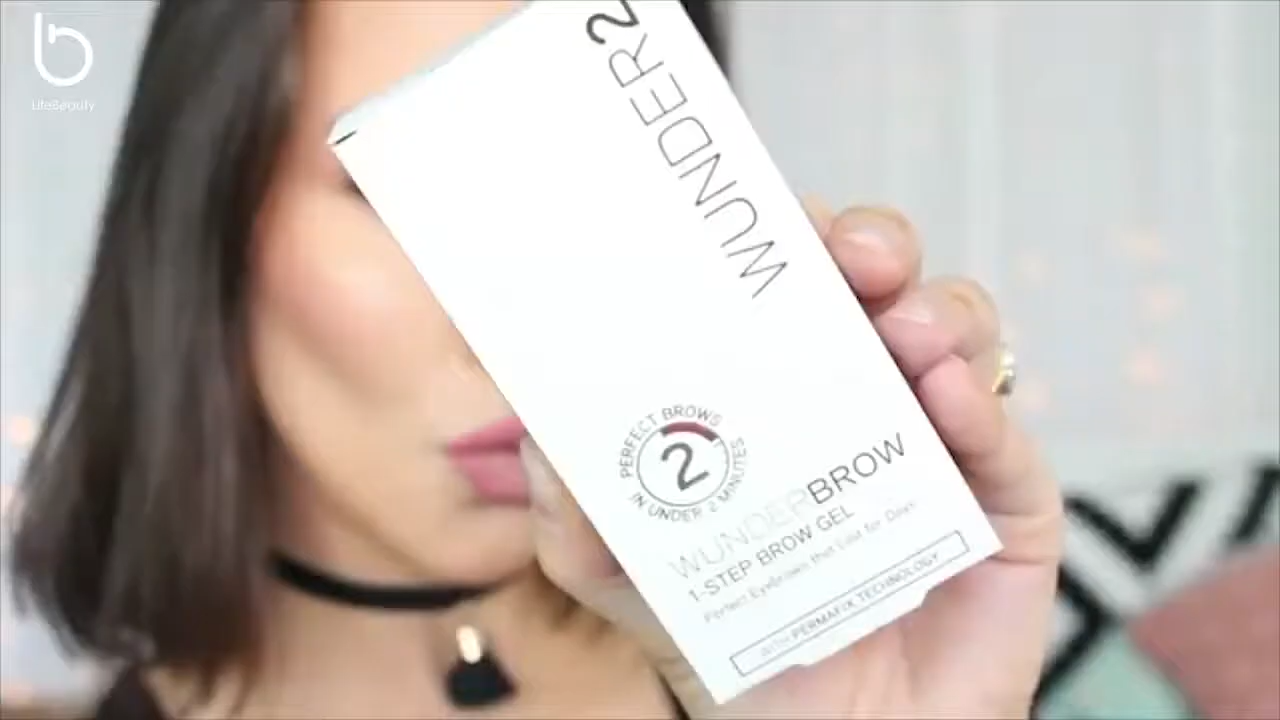 LifeBeauty
WUNDER2
PERFECT BROWS
2
IN UNDER 2 MINUTES
WUNDERBROW
1-STEP BROW GEL
Perfect Eyebrows that Last for Days
WITH PERMAFIX TECHNOLOGY